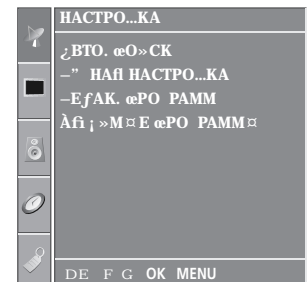 НАСТРО...КА
¿ВТО. œО»СК
–” НАfl НАСТРО...КА
–ЕƒАК. œРО РАММ
Àfi¡»М¤Е œРО РАММ¤
DE F G OK MENU